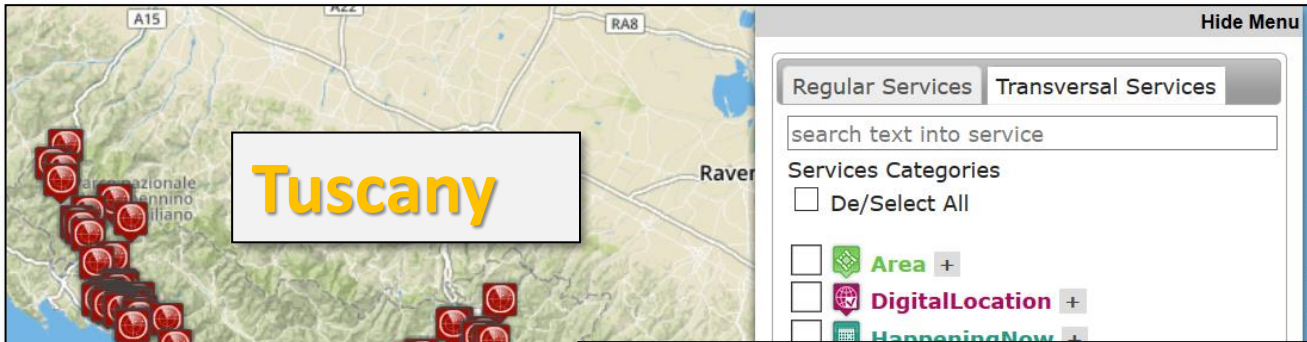 A15
A22
RA8
Hide Menu
Regular Services
Transversal Services
search text into service
Tuscany
Raven
Services Categories
De/Select All
nazionale
Area +
DigitalLocation +
HappeningNow +